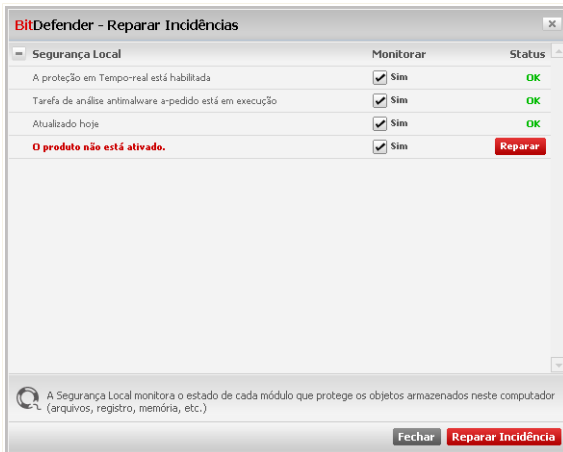 BitDefender - Reparar Incidências
Segurança Local Monitorar Status
A proteção em Tempo-real está habilitada Sim OK
Tarefa de análise antimalware a-pedido está em execução Sim OK
Atualizado hoje Sim OK
O produto não está ativado. Sim Reparar
A Segurança Local monitora o estado de cada módulo que protege os objetos armazenados neste computador
(arquivos, registro, memória, etc.)
Fechar Reparar Incidência